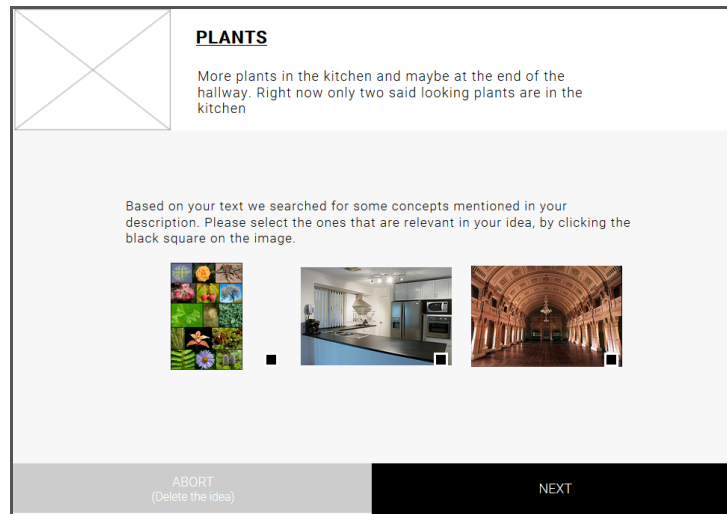 PLANTS
More plants in the kitchen and maybe at the end of the
hallway. Right now only two said looking plants are in the
kitchen
Based on your text we searched for some concepts mentioned in your
description. Please select the ones that are relevant in your idea, by clicking the
black square on the image.
ABORT
(Delete the idea)
NEXT